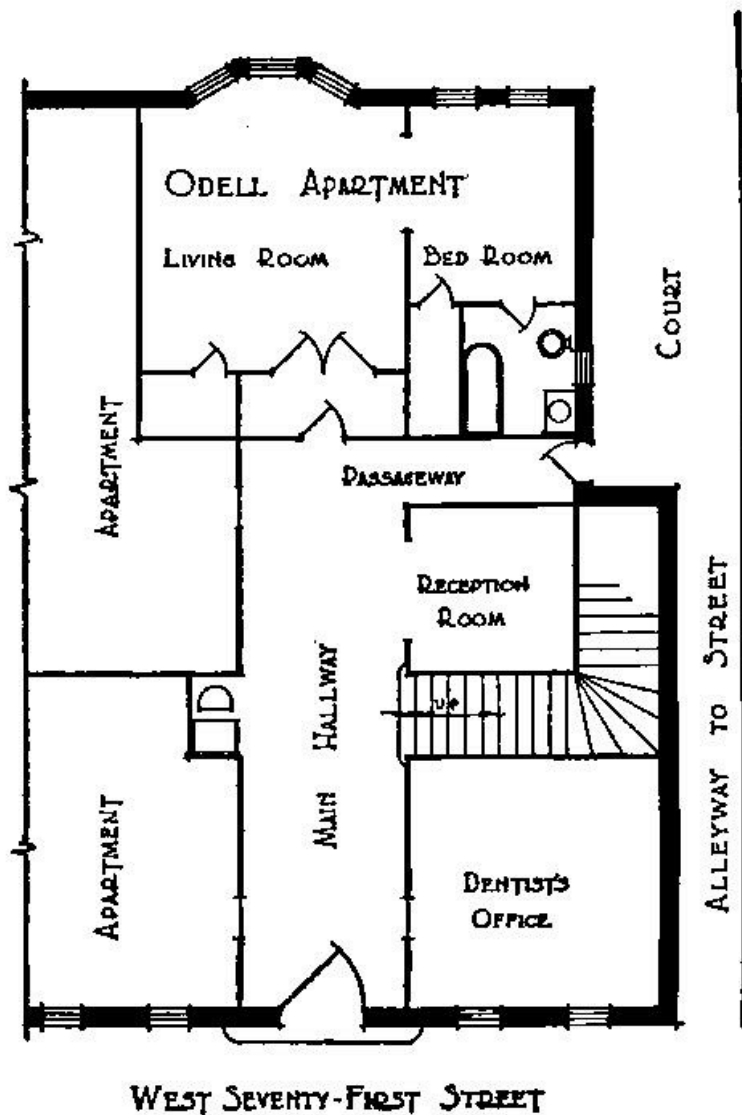 ODELL APARTMENT
LIVING ROOM
BED ROOM
COURT
APARTMENT
PASSAGEWAY
RECEPTION
ROOM
UP
MAIN HALLWAY
ALLEYWAY TO STREET
APARTMENT
DENTIST'S
OFFICE
WEST SEVENTY-FIRST STREET